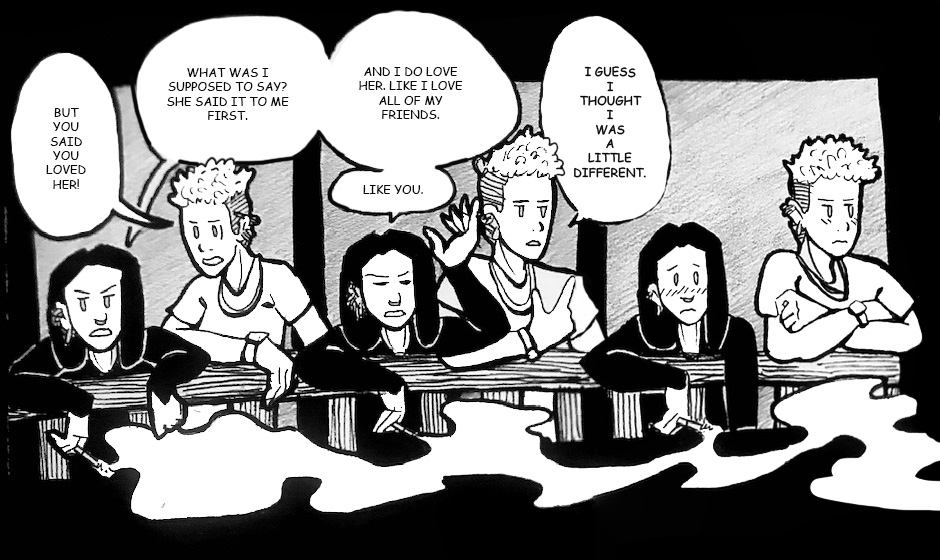 BUT
YOU
SAID
YOU
LOVED
HER!
WHAT WAS I
SUPPOSED TO SAY?
SHE SAID IT TO ME
FIRST.
AND I DO LOVE
HER. LIKE I LOVE
ALL OF MY
FRIENDS.
LIKE YOU.
I GUESS
I
THOUGHT
I
WAS
A
LITTLE
DIFFERENT.